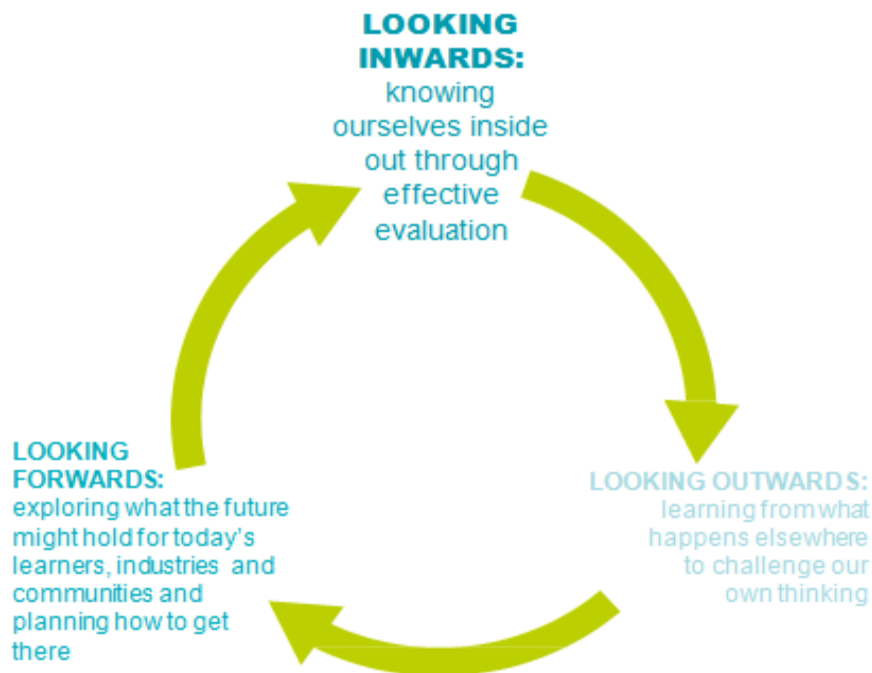 LOOKING
INWARDS:
knowing
ourselves inside
out through
effective
evaluation
LOOKING OUTWARDS:
learning from what
happens elsewhere
to challenge our
own thinking
LOOKING
FORWARDS:
exploring what the future
might hold for today's
learners, industries and
communities and
planning how to get
there